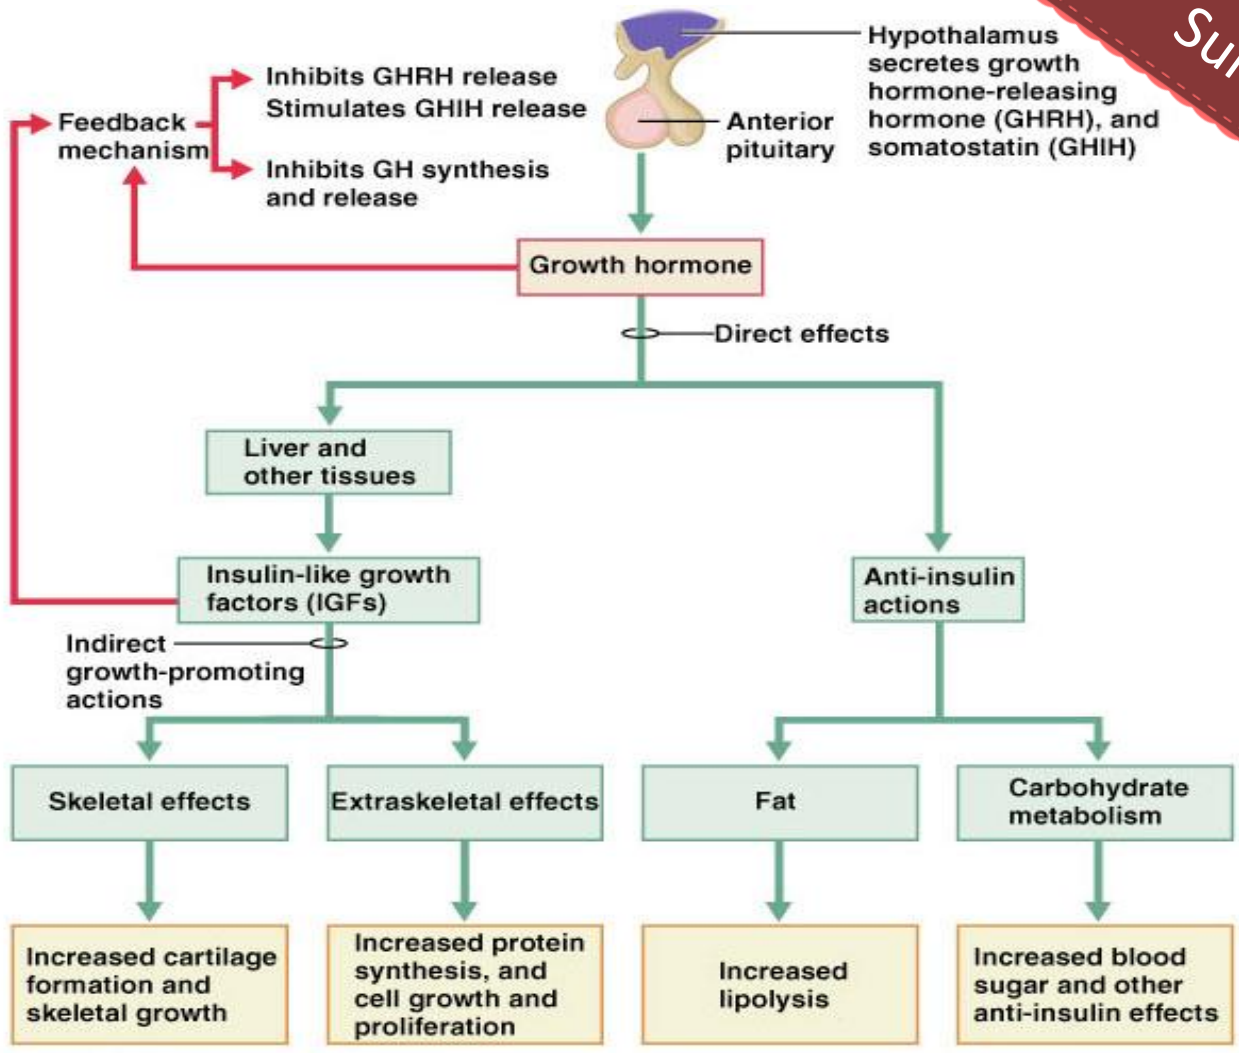 Hypothalamus
secretes growth
hormone-releasing
hormone (GHRH), and
somatostatin (GHIH)
Anterior
pituitary
Inhibits GHRH release
Stimulates GHIH release
Feedback
mechanism
Inhibits GH synthesis
and release
Growth hormone
Direct effects
Liver and
other tissues
Insulin-like growth
factors (IGFs)
Anti-insulin
actions
Indirect
growth-promoting
actions
Skeletal effects
Extraskeletal effects
Fat
Carbohydrate
metabolism
Increased cartilage
formation and
skeletal growth
Increased protein
synthesis, and
cell growth and
proliferation
Increased
lipolysis
Increased blood
sugar and other
anti-insulin effects